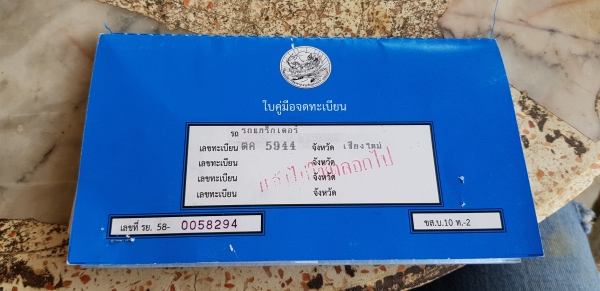 ใบคู่มือจดทะเบียน
รถ รถแทร็กเตอร์
เลขทะเบียน ตค 5944 จังหวัด เชียงใหม่
เลขทะเบียน จังหวัด
เลขทะเบียน จังหวัด
เลขทะเบียน จังหวัด
เลขที่ รย. 58- 0058294
ขส.บ.10 ท.-2